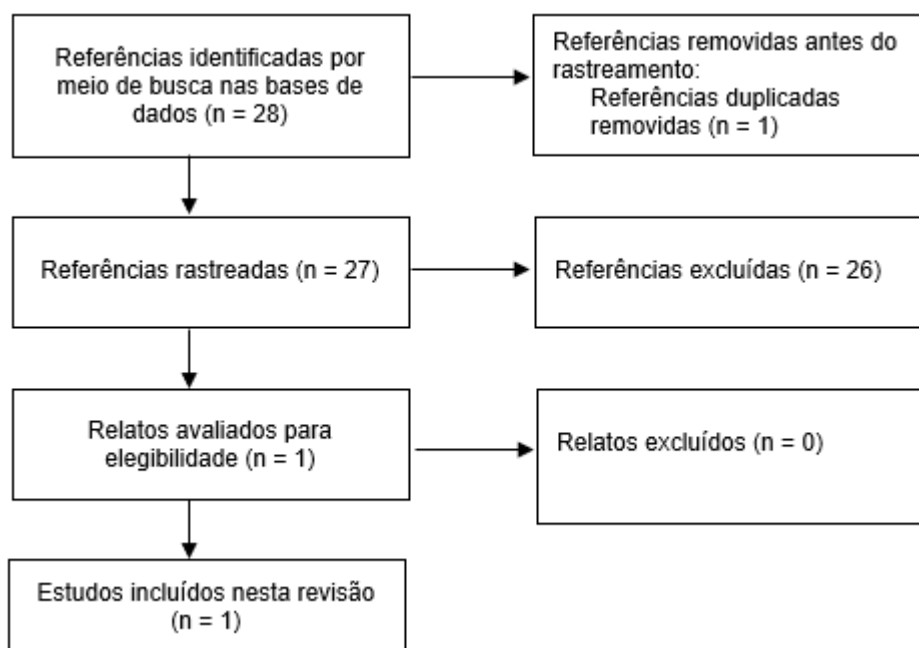 Referências identificadas por
meio de busca nas bases de
dados (n = 28)
Referências removidas antes do
rastreamento:
Referências duplicadas
removidas (n = 1)
Referências rastreadas (n = 27)
Referências excluídas (n = 26)
Relatos avaliados para
elegibilidade (n = 1)
Relatos excluídos (n = 0)
Estudos incluídos nesta revisão
(n = 1)